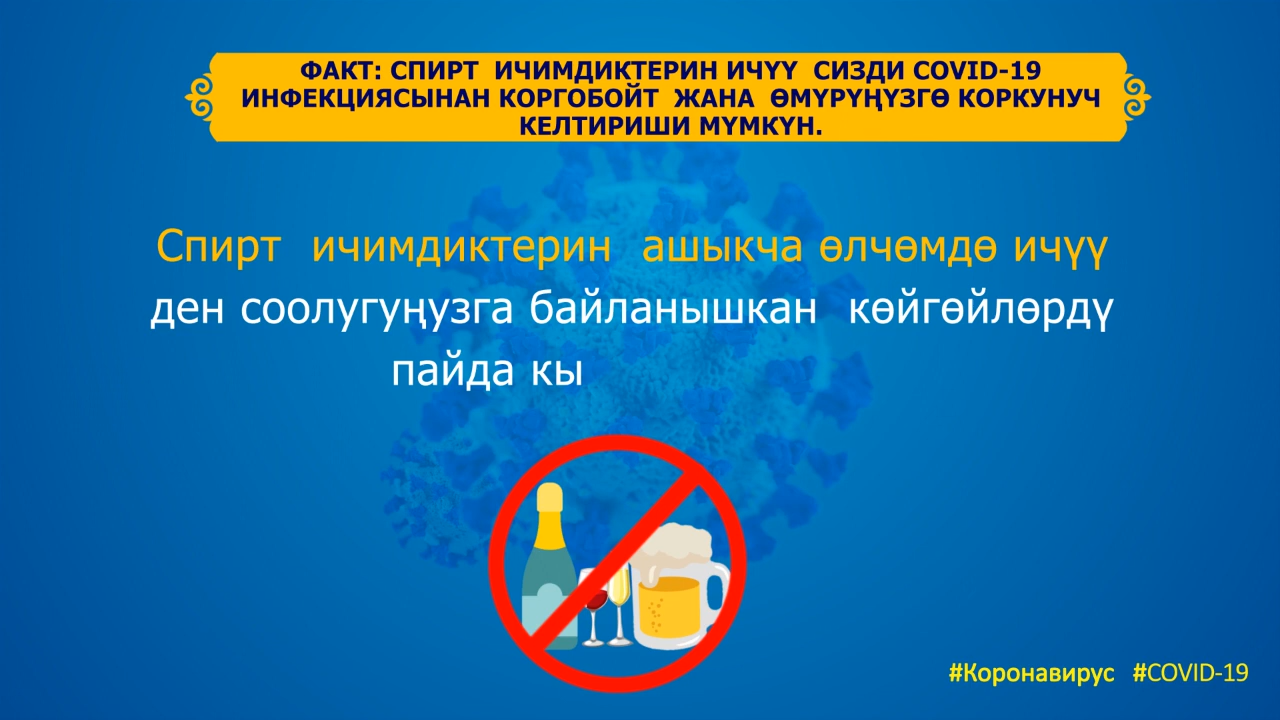 ФАКТ: СПИРТ ИЧИМДИКТЕРИН ИЧҮҮ СИЗДИ COVID-19
ИНФЕКЦИЯСЫНАН КОРГОБОЙТ ЖАНА ӨМҮРҮҢҮЗГӨ КОРКУНУЧ
КЕЛТИРИШИ МҮМКҮН.
Спирт ичимдиктерин ашыкча өлчөмдө ичүү
ден соолугуңузга байланышкан көйгөйлөрдү
пайда кы
#Коронавирус #COVID-19